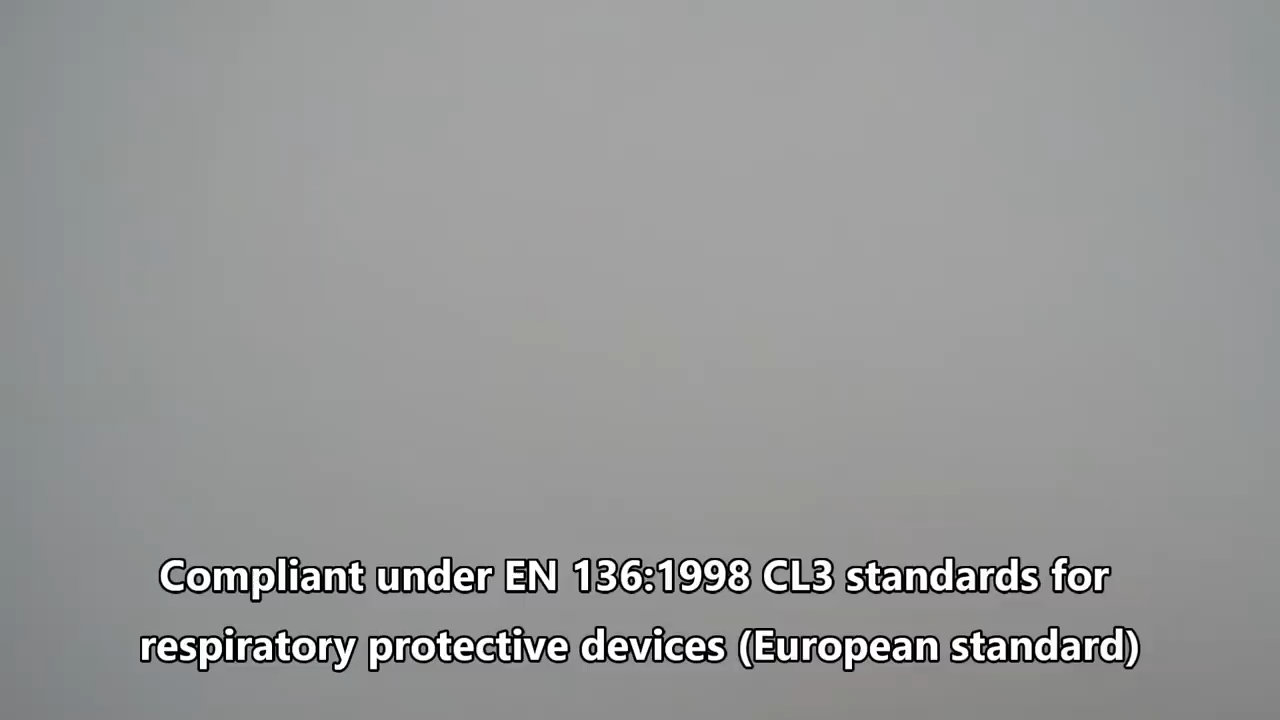 Compliant under EN 136:1998 CL3 standards for
respiratory protective devices (European standard)